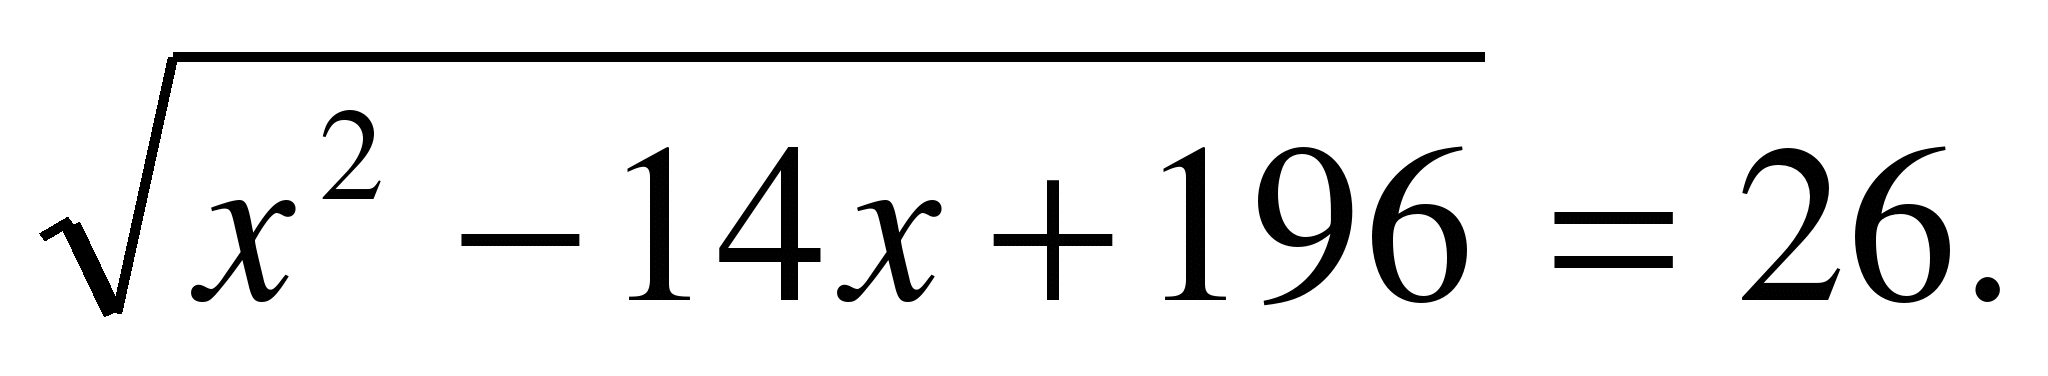 √(x² − 14x + 196) = 26.